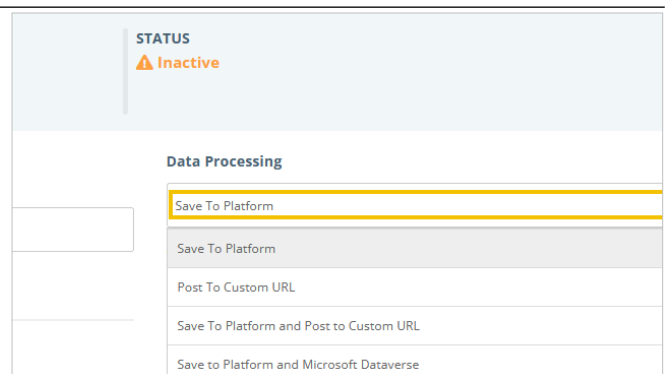 STATUS
Inactive
Data Processing
Save To Platform
Save To Platform
Post To Custom URL
Save To Platform and Post to Custom URL
Save to Platform and Microsoft Dataverse